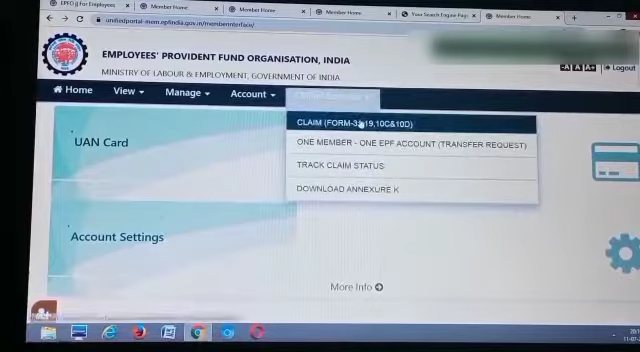 EPFO || For Employees
Member Home
Member Home
Member Home
Your Search Engine Page
Member Home
unifiedportal-mem.epfindia.gov.in/memberinterface/
EMPLOYEES' PROVIDENT FUND ORGANISATION, INDIA
MINISTRY OF LABOUR & EMPLOYMENT, GOVERNMENT OF INDIA
-A A A+ Logout
Home View Manage Account
CLAIM (FORM-31,19,10C&10D)
ONE MEMBER - ONE EPF ACCOUNT (TRANSFER REQUEST)
TRACK CLAIM STATUS
DOWNLOAD ANNEXURE K
UAN Card
Account Settings
More Info